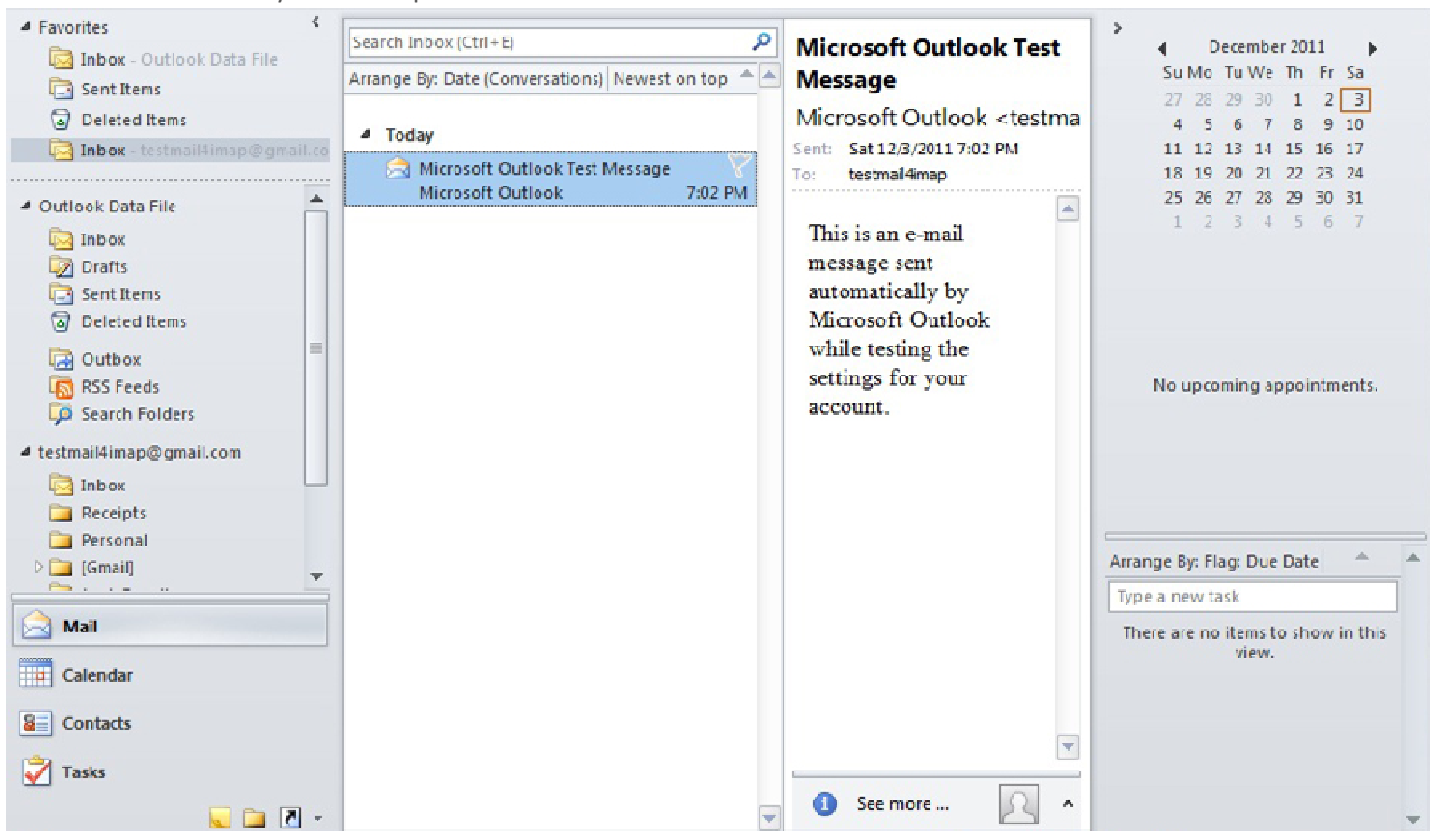 Favorites
Inbox - Outlook Data File
Sent Items
Deleted Items
Inbox - testmail4imap@gmail.co
Outlook Data File
Inbox
Drafts
Sent Items
Deleted Items
Outbox
RSS Feeds
Search Folders
testmail4imap@gmail.com
Inbox
Receipts
Personal
[Gmail]
Mail
Calendar
Contacts
Tasks
Search Inbox (Ctrl+E)
Arrange By: Date (Conversations) Newest on top
Today
Microsoft Outlook Test Message
Microsoft Outlook 7:02 PM
Microsoft Outlook Test
Message
Microsoft Outlook <testma
Sent: Sat 12/3/2011 7:02 PM
To: testmal4imap
This is an e-mail
message sent
automatically by
Microsoft Outlook
while testing the
settings for your
account.
See more ...
December 2011
Su Mo Tu We Th Fr Sa
27 28 29 30 1 2 3
4 5 6 7 8 9 10
11 12 13 14 15 16 17
18 19 20 21 22 23 24
25 26 27 28 29 30 31
1 2 3 4 5 6 7
No upcoming appointments.
Arrange By: Flag: Due Date
Type a new task
There are no items to show in this
view.